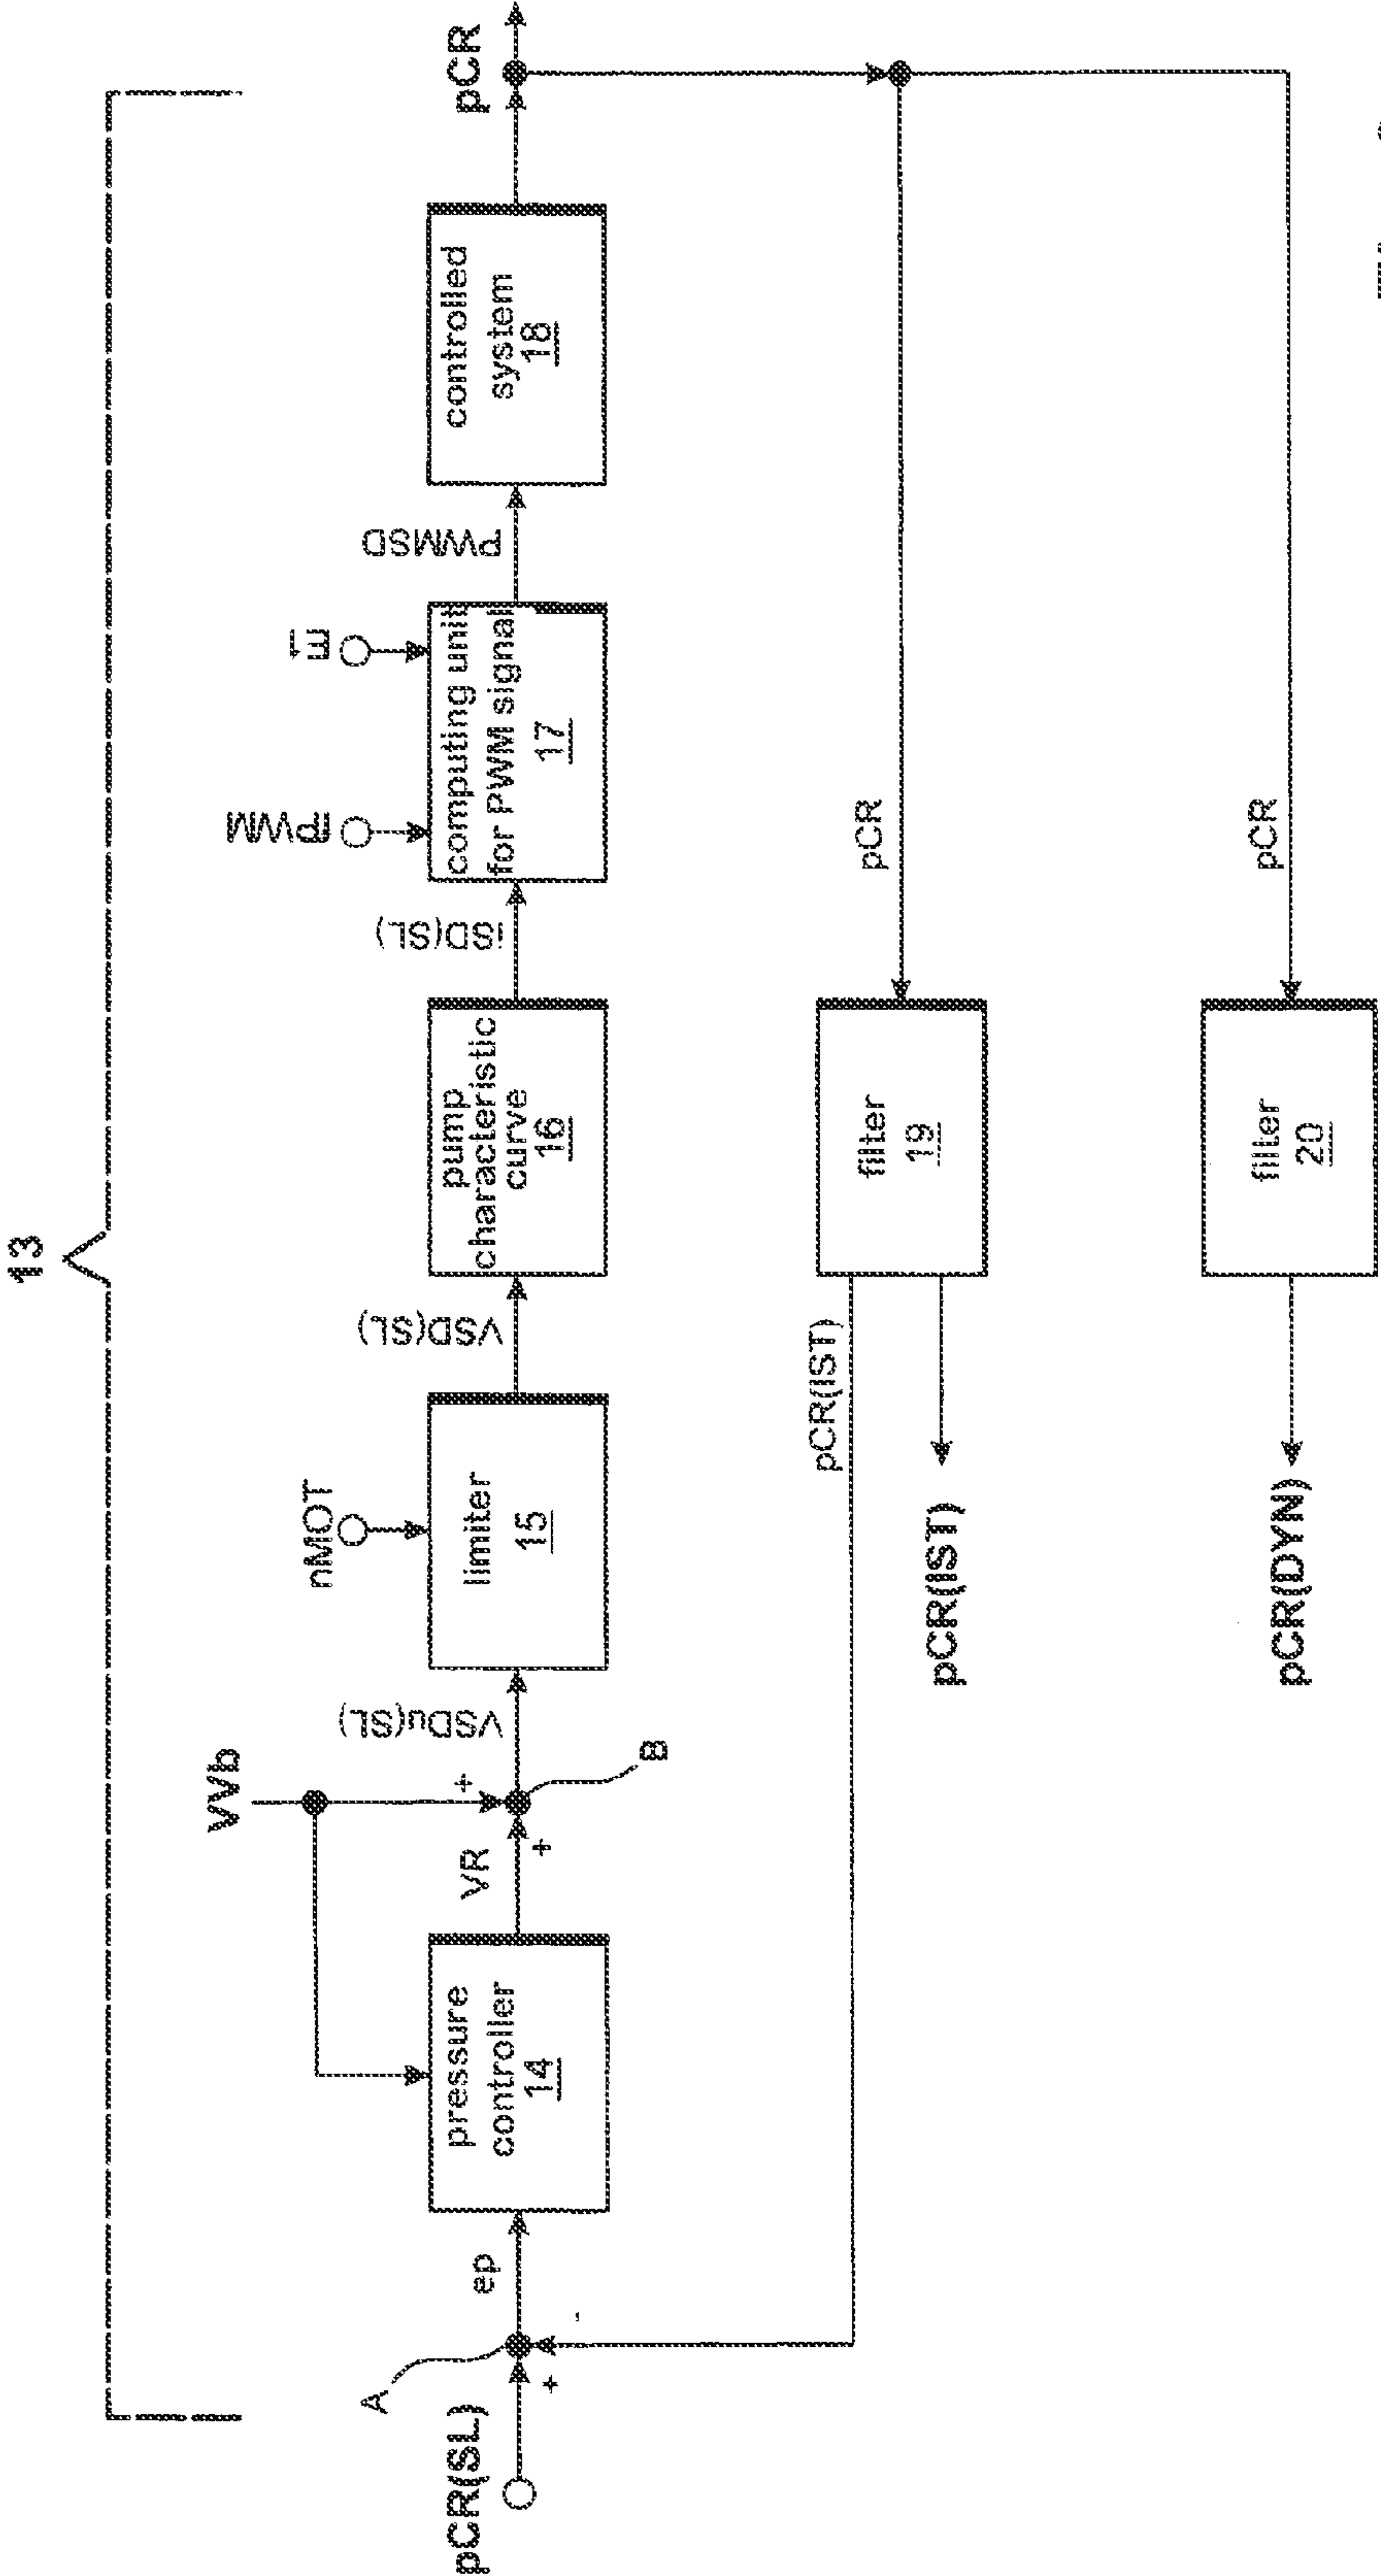 13
pCR(SL)
A
+
-
ep
pressure
controller
14
VVb
VR
+
+
B
VSDu(SL)
nMOT
limiter
15
VSD(SL)
pump
characteristic
curve
16
iSD(SL)
fPWM
E1
computing unit
for PWM signal
17
PWMSD
controlled
system
18
pCR
pCR(IST)
pCR(IST)
filter
19
pCR
pCR(DYN)
filter
20
pCR